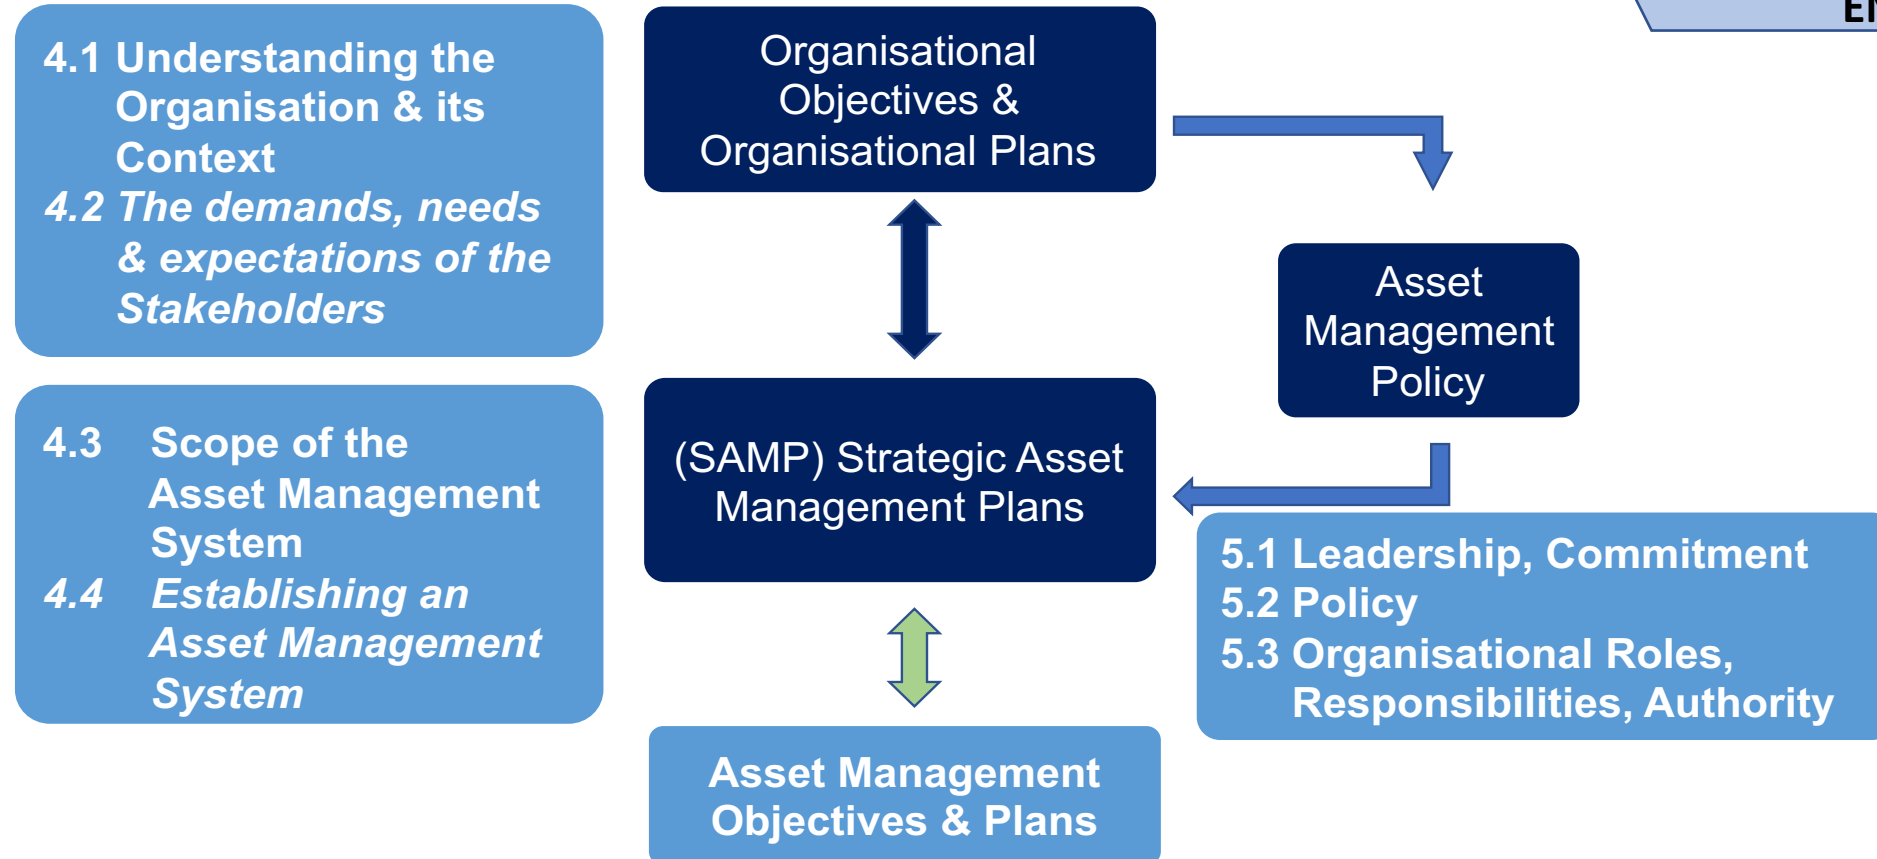 4.1 Understanding the
Organisation & its
Context
4.2 The demands, needs
& expectations of the
Stakeholders
4.3 Scope of the
Asset Management
System
4.4 Establishing an
Asset Management
System
Organisational
Objectives &
Organisational Plans
(SAMP) Strategic Asset
Management Plans
Asset Management
Objectives & Plans
Asset
Management
Policy
5.1 Leadership, Commitment
5.2 Policy
5.3 Organisational Roles,
Responsibilities, Authority